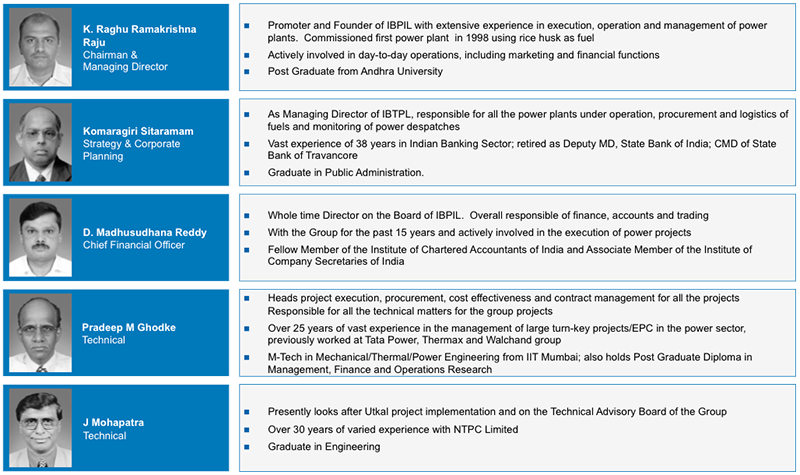 K. Raghu Ramakrishna
Raju
Chairman &
Managing Director
Promoter and Founder of IBPIL with extensive experience in execution, operation and management of power
plants. Commissioned first power plant in 1998 using rice husk as fuel
Actively involved in day-to-day operations, including marketing and financial functions
Post Graduate from Andhra University
Komaragiri Sitaramam
Strategy & Corporate
Planning
As Managing Director of IBTPL, responsible for all the power plants under operation, procurement and logistics of
fuels and monitoring of power despatches
Vast experience of 38 years in Indian Banking Sector; retired as Deputy MD, State Bank of India; CMD of State
Bank of Travancore
Graduate in Public Administration.
D. Madhusudhana Reddy
Chief Financial Officer
Whole time Director on the Board of IBPIL. Overall responsible of finance, accounts and trading
With the Group for the past 15 years and actively involved in the execution of power projects
Fellow Member of the Institute of Chartered Accountants of India and Associate Member of the Institute of
Company Secretaries of India
Pradeep M Ghodke
Technical
Heads project execution, procurement, cost effectiveness and contract management for all the projects
Responsible for all the technical matters for the group projects
Over 25 years of vast experience in the management of large turn-key projects/EPC in the power sector,
previously worked at Tata Power, Thermax and Walchand group
M-Tech in Mechanical/Thermal/Power Engineering from IIT Mumbai; also holds Post Graduate Diploma in
Management, Finance and Operations Research
J Mohapatra
Technical
Presently looks after Utkal project implementation and on the Technical Advisory Board of the Group
Over 30 years of varied experience with NTPC Limited
Graduate in Engineering